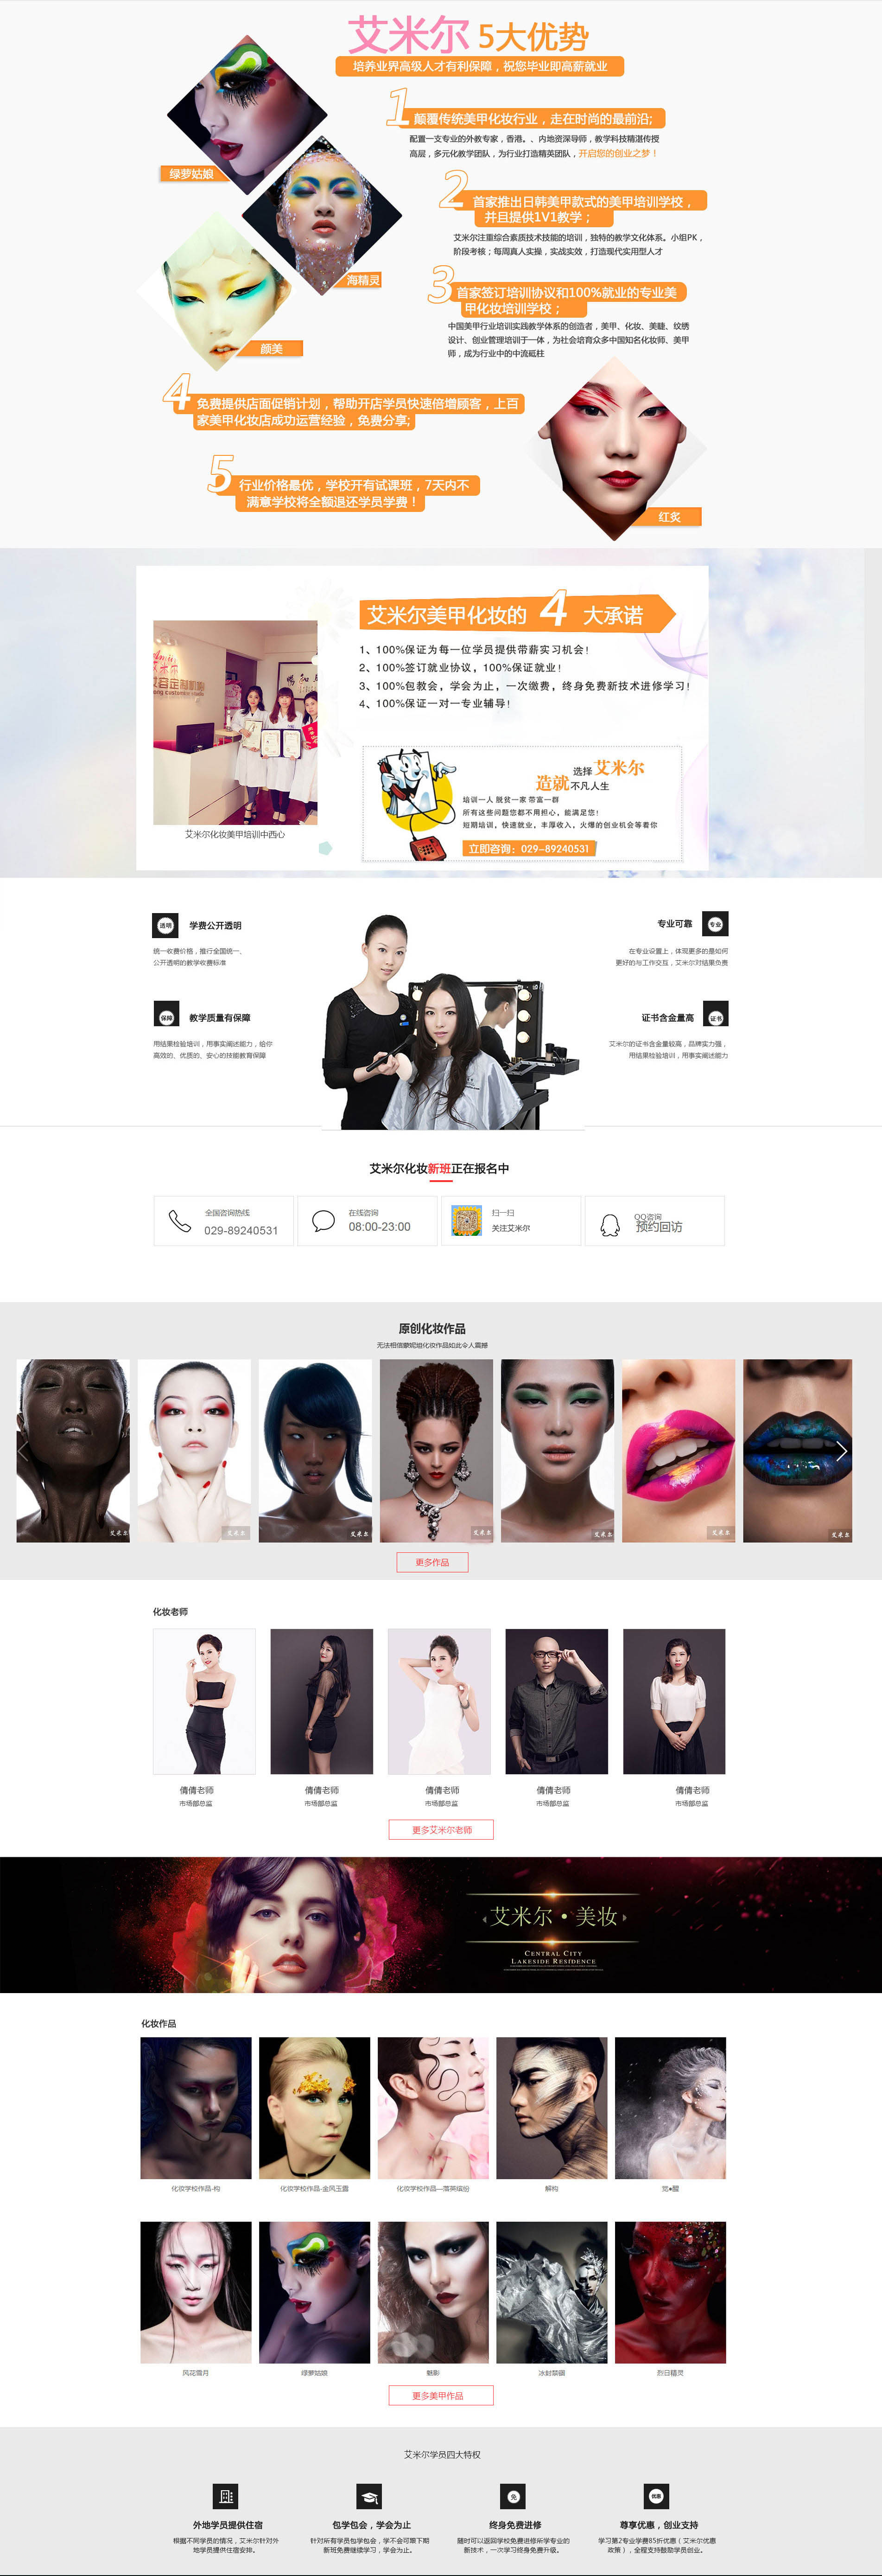 艾米尔 5大优势
培养业界高级人才有利保障，祝您毕业即高薪就业
1 颠覆传统美甲化妆行业，走在时尚的最前沿;
配置一支专业的外教专家，香港。、内地资深导师，教学科技精湛传授
高层，多元化教学团队，为行业打造精英团队，开启您的创业之梦！
绿萝姑娘
2 首家推出日韩美甲款式的美甲培训学校，
并且提供1V1教学；
艾米尔注重综合素质技术技能的培训，独特的教学文化体系。小组PK，
阶段考核；每周真人实操，实战实效，打造现代实用型人才
海精灵
3 首家签订培训协议和100%就业的专业美
甲化妆培训学校；
中国美甲行业培训实践教学体系的创造者，美甲、化妆、美睫、纹绣
设计、创业管理培训于一体，为社会培育众多中国知名化妆师、美甲
师，成为行业中的中流砥柱
颜美
4 免费提供店面促销计划，帮助开店学员快速倍增顾客，上百
家美甲化妆店成功运营经验，免费分享;
5 行业价格最优，学校开有试课班，7天内不
满意学校将全额退还学员学费！
红炙
艾米尔美甲化妆的 4 大承诺
1、100%保证为每一位学员提供带薪实习机会!
2、100%签订就业协议，100%保证就业!
3、100%包教会，学会为止，一次缴费，终身免费新技术进修学习!
4、100%保证一对一专业辅导!
选择 艾米尔
造就不凡人生
培训一人 脱贫一家 带富一群
所有这些问题您都不用担心，能满足您!
短期培训，快速就业，丰厚收入，火爆的创业机会等着你
立即咨询：029-89240531
艾米尔化妆美甲培训中西心
透明 学费公开透明
统一收费价格，推行全国统一、
公开透明的教学收费标准
专业可靠 专业
在专业设置上，体现更多的是如何
更好的与工作交互，艾米尔对结果负责
保障 教学质量有保障
用结果检验培训，用事实阐述能力，给你
高效的、优质的、安心的技能教育保障
证书含金量高 证书
艾米尔的证书含金量较高，品牌实力强，
用结果检验培训，用事实阐述能力
艾米尔化妆新班正在报名中
全国咨询热线
029-89240531
在线咨询
08:00-23:00
扫一扫
关注艾米尔
QQ咨询
预约回访
原创化妆作品
无法相信蒙妮坦化妆作品如此令人震撼
艾米尔
艾米尔
艾米尔
艾米尔
艾米尔
艾米尔
艾米尔
更多作品
化妆老师
倩倩老师
市场部总监
倩倩老师
市场部总监
倩倩老师
市场部总监
倩倩老师
市场部总监
倩倩老师
市场部总监
更多艾米尔老师
艾米尔·美妆
CENTRAL CITY
LAKESIDE RESIDENCE
化妆作品
化妆学校作品-构
化妆学校作品-金风玉露
化妆学校作品—落英缤纷
解构
觉●醒
风花雪月
绿萝姑娘
魅影
冰封禁疆
烈日精灵
更多美甲作品
艾米尔学员四大特权
免
优惠
外地学员提供住宿
根据不同学员的情况，艾米尔针对外
地学员提供住宿安排。
包学包会，学会为止
针对所有学员包学包会，学不会可跟下期
新班免费继续学习，学会为止。
终身免费进修
随时可以返回学校免费进修所学专业的
新技术，一次学习终身免费升级。
尊享优惠，创业支持
学习第2专业学费85折优惠（艾米尔优惠
政策），全程支持鼓励学员创业。